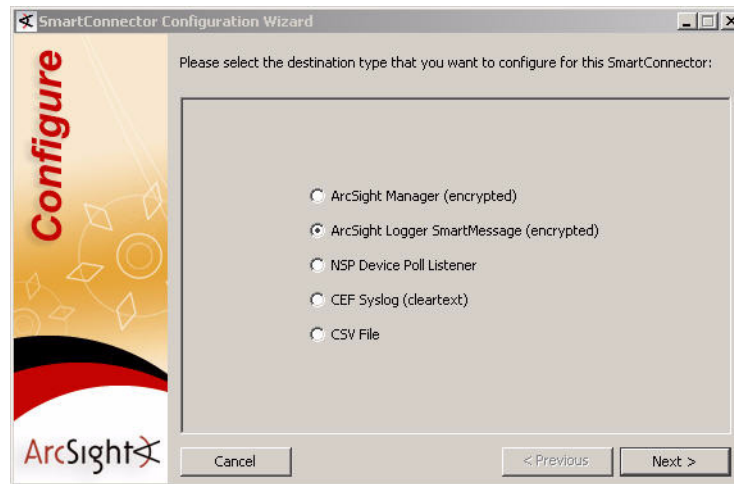 SmartConnector Configuration Wizard
Configure
Please select the destination type that you want to configure for this SmartConnector:
ArcSight Manager (encrypted)
ArcSight Logger SmartMessage (encrypted)
NSP Device Poll Listener
CEF Syslog (cleartext)
CSV File
ArcSight
Cancel
< Previous
Next >